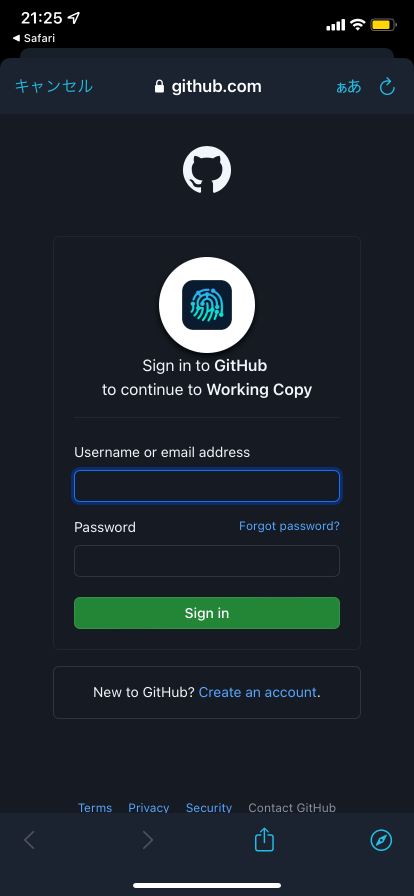 21:25
◀ Safari
キャンセル
github.com
ぁあ
Sign in to GitHub
to continue to Working Copy
Username or email address
Password
Forgot password?
Sign in
New to GitHub? Create an account.
Terms Privacy Security Contact GitHub